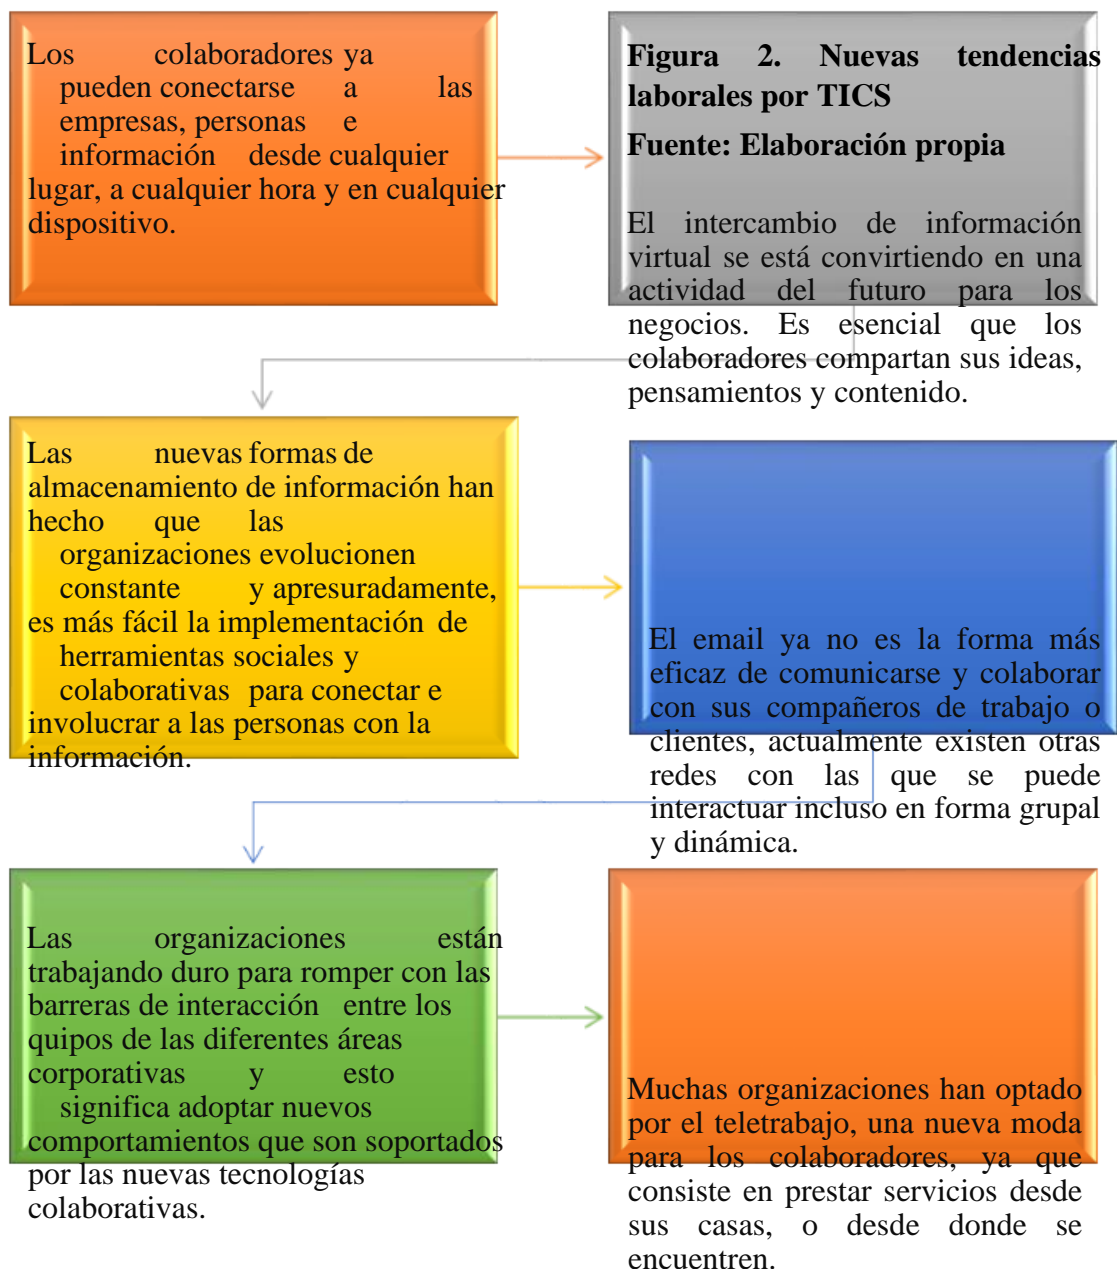 Los colaboradores ya
pueden conectarse a las
empresas, personas e
información desde cualquier
lugar, a cualquier hora y en cualquier
dispositivo.
Figura 2. Nuevas tendencias
laborales por TICS
Fuente: Elaboración propia
El intercambio de información
virtual se está convirtiendo en una
actividad del futuro para los
negocios. Es esencial que los
colaboradores compartan sus ideas,
pensamientos y contenido.
Las nuevas formas de
almacenamiento de información han
hecho que las
organizaciones evolucionen
constante y apresuradamente,
es más fácil la implementación de
herramientas sociales y
colaborativas para conectar e
involucrar a las personas con la
información.
El email ya no es la forma más
eficaz de comunicarse y colaborar
con sus compañeros de trabajo o
clientes, actualmente existen otras
redes con las que se puede
interactuar incluso en forma grupal
y dinámica.
Las organizaciones están
trabajando duro para romper con las
barreras de interacción entre los
quipos de las diferentes áreas
corporativas y esto
significa adoptar nuevos
comportamientos que son soportados
por las nuevas tecnologías
colaborativas.
Muchas organizaciones han optado
por el teletrabajo, una nueva moda
para los colaboradores, ya que
consiste en prestar servicios desde
sus casas, o desde donde se
encuentren.